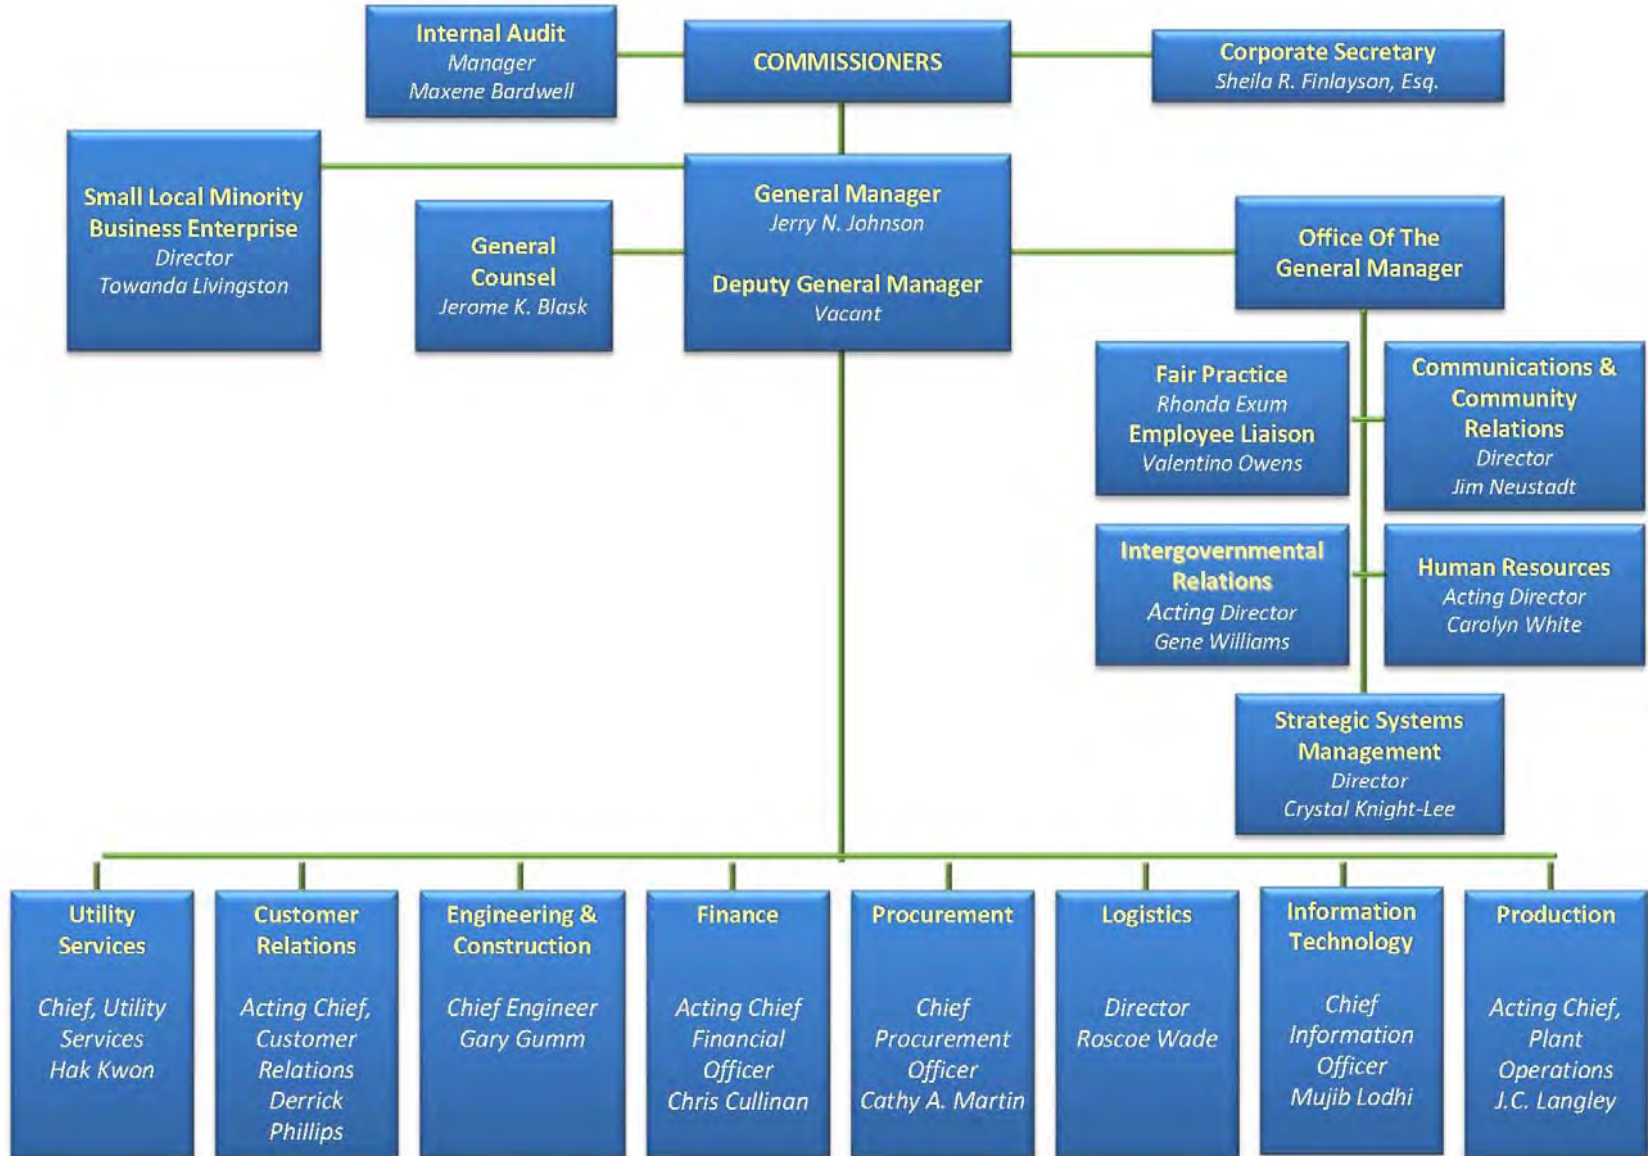 Internal Audit
Manager
Maxene Bardwell
COMMISSIONERS
Corporate Secretary
Sheila R. Finlayson, Esq.
Small Local Minority
Business Enterprise
Director
Towanda Livingston
General
Counsel
Jerome K. Blask
General Manager
Jerry N. Johnson
Deputy General Manager
Vacant
Office Of The
General Manager
Fair Practice
Rhonda Exum
Employee Liaison
Valentino Owens
Communications &
Community
Relations
Director
Jim Neustadt
Intergovernmental
Relations
Acting Director
Gene Williams
Human Resources
Acting Director
Carolyn White
Strategic Systems
Management
Director
Crystal Knight-Lee
Utility
Services
Chief, Utility
Services
Hak Kwon
Customer
Relations
Acting Chief,
Customer
Relations
Derrick
Phillips
Engineering &
Construction
Chief Engineer
Gary Gumm
Finance
Acting Chief
Financial
Officer
Chris Cullinan
Procurement
Chief
Procurement
Officer
Cathy A. Martin
Logistics
Director
Roscoe Wade
Information
Technology
Chief
Information
Officer
Mujib Lodhi
Production
Acting Chief,
Plant
Operations
J.C. Langley